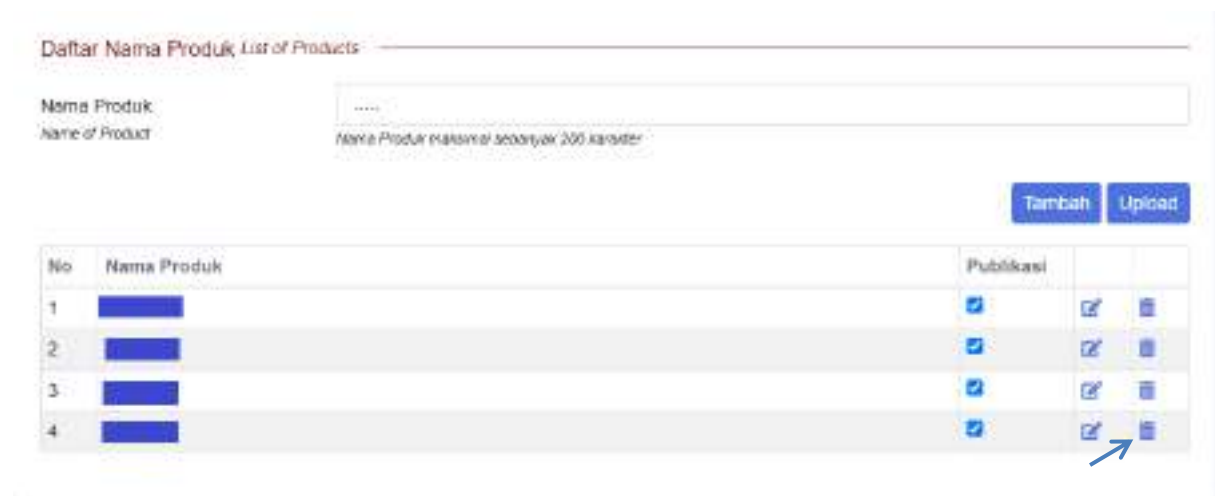 Daftar Nama Produk List of Products
Nama Produk
.....
Name of Product
Nama Produk maksimal sebanyak 200 karakter
Tambah Upload
No Nama Produk Publikasi
1
2
3
4